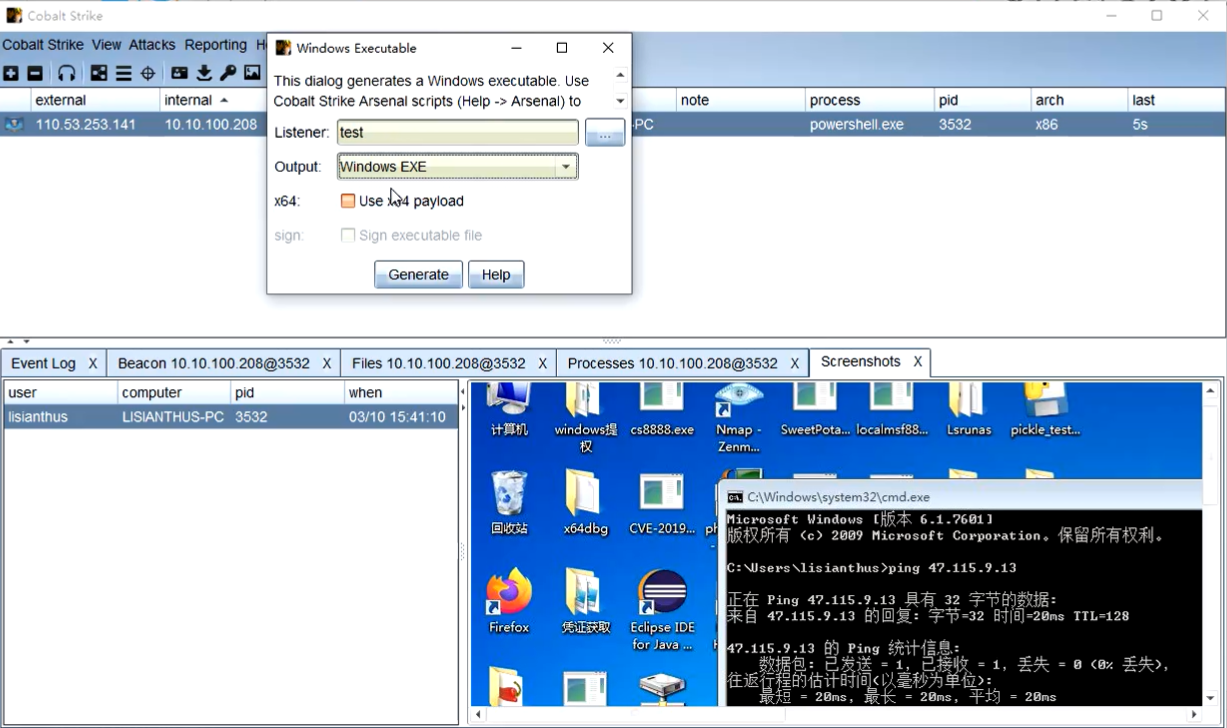 Cobalt Strike
Cobalt Strike View Attacks Reporting
Windows Executable
This dialog generates a Windows executable. Use
Cobalt Strike Arsenal scripts (Help -> Arsenal) to
Listener: test ...
Output: Windows EXE
x64: Use x64 payload
sign: Sign executable file
Generate Help
external internal note process pid arch last
110.53.253.141 10.10.100.208 -PC powershell.exe 3532 x86 5s
Event Log X Beacon 10.10.100.208@3532 X Files 10.10.100.208@3532 X Processes 10.10.100.208@3532 X Screenshots X
user computer pid when
lisianthus LISIANTHUS-PC 3532 03/10 15:41:10
计算机 windows提权 cs8888.exe Nmap - Zenm... SweetPota... localmsf88... Lsrunas pickle_test...
回收站 x64dbg CVE-2019...
Firefox 凭证获取 Eclipse IDE for Java ...
C:\Windows\system32\cmd.exe
Microsoft Windows [版本 6.1.7601]
版权所有 (c) 2009 Microsoft Corporation。保留所有权利。
C:\Users\lisianthus>ping 47.115.9.13
正在 Ping 47.115.9.13 具有 32 字节的数据:
来自 47.115.9.13 的回复: 字节=32 时间=20ms TTL=128
47.115.9.13 的 Ping 统计信息:
数据包: 已发送 = 1, 已接收 = 1, 丢失 = 0 (0% 丢失),
往返行程的估计时间(以毫秒为单位):
最短 = 20ms, 最长 = 20ms, 平均 = 20ms